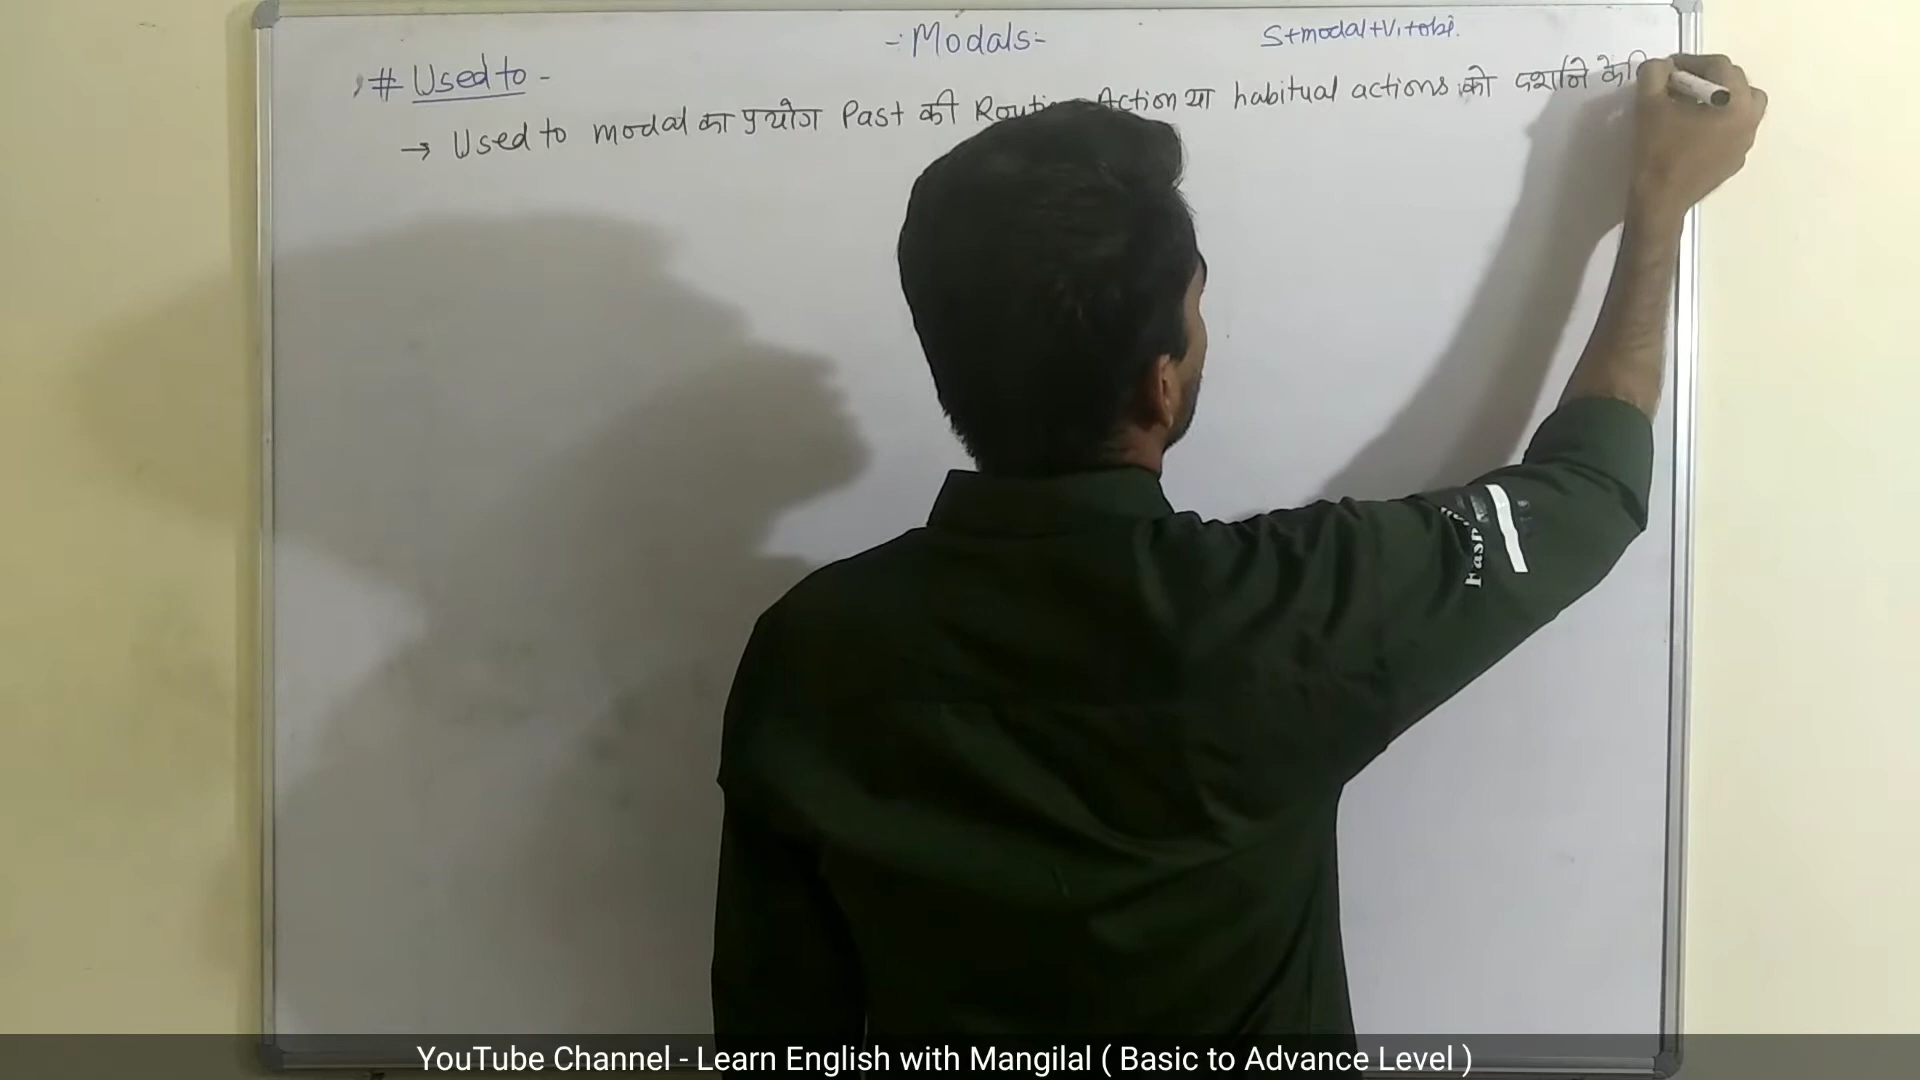 -: Modals:-
S+modal+V₁+obj.
# Used to -
→ Used to modal का प्रयोग Past की Action या habitual actions को दर्शाने के
YouTube Channel - Learn English with Mangilal ( Basic to Advance Level )